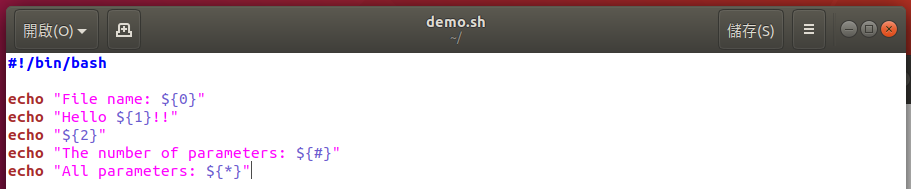 開啟(O)
demo.sh
~/
儲存(S)
#!/bin/bash
echo "File name: ${0}"
echo "Hello ${1}!!"
echo "${2}"
echo "The number of parameters: ${#}"
echo "All parameters: ${*}"